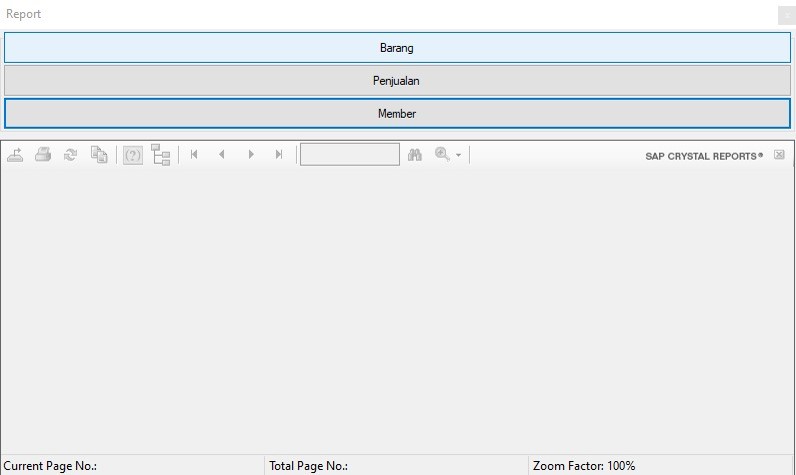 Report
Barang
Penjualan
Member
SAP CRYSTAL REPORTS®
Current Page No.: Total Page No.: Zoom Factor: 100%